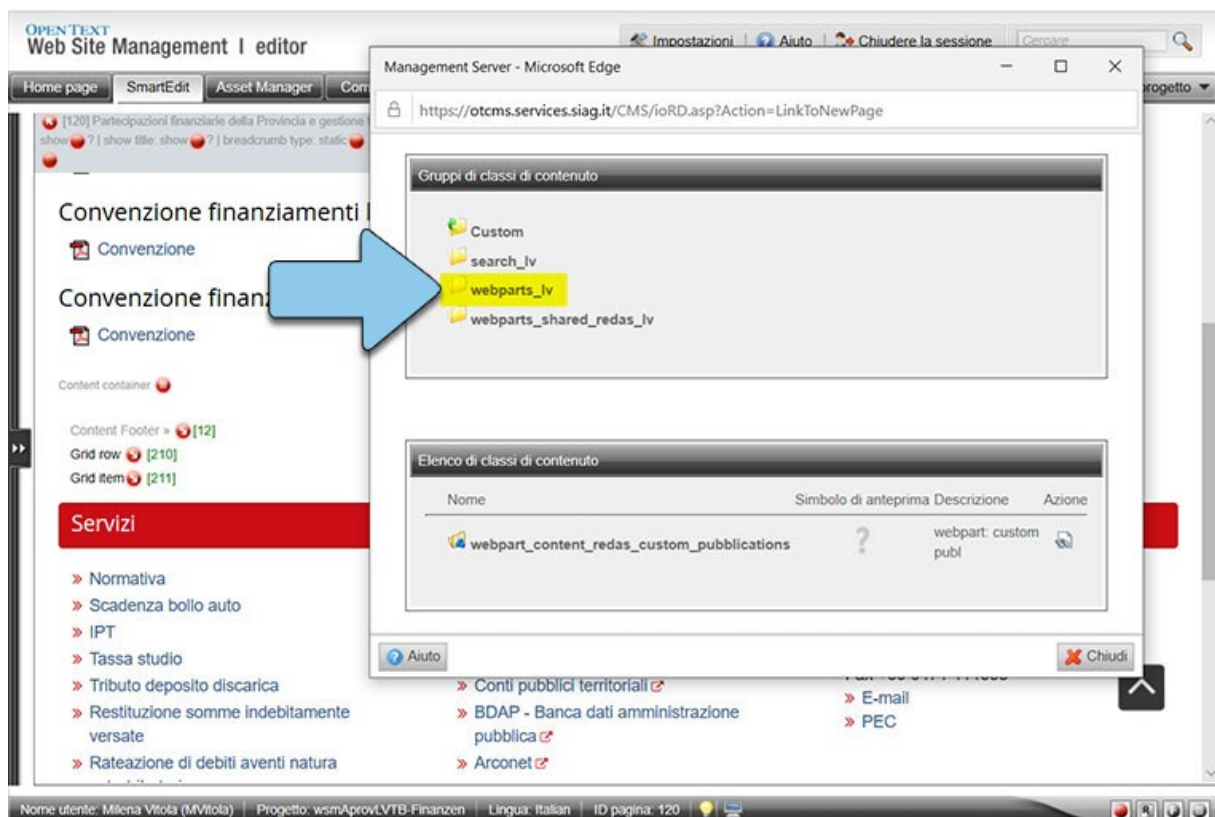 OPEN TEXT
Web Site Management | editor
Impostazioni | Aiuto | Chiudere la sessione
Cercare
Home page SmartEdit Asset Manager Com
progetto
[120] Partecipazioni finanziarie della Provincia e gestione
show ? | show title: show ? | breadcrumb type: static
Convenzione finanziamenti
Convenzione
Convenzione finan
Convenzione
Content container
Content Footer » [12]
Grid row [210]
Grid item [211]
Servizi
» Normativa
» Scadenza bollo auto
» IPT
» Tassa studio
» Tributo deposito discarica
» Restituzione somme indebitamente
versate
» Rateazione di debiti aventi natura
» Conti pubblici territoriali
» BDAP - Banca dati amministrazione
pubblica
» Arconet
» E-mail
» PEC
Management Server - Microsoft Edge
https://otcms.services.siag.it/CMS/ioRD.asp?Action=LinkToNewPage
Gruppi di classi di contenuto
Custom
search_lv
webparts_lv
webparts_shared_redas_lv
Elenco di classi di contenuto
Nome Simbolo di anteprima Descrizione Azione
webpart_content_redas_custom_pubblications ? webpart: custom
publ
Aiuto
Chiudi
Nome utente: Milena Vitola (MVitola) | Progetto: wsmAprovLVTB-Finanzen | Lingua: Italian | ID pagina: 120